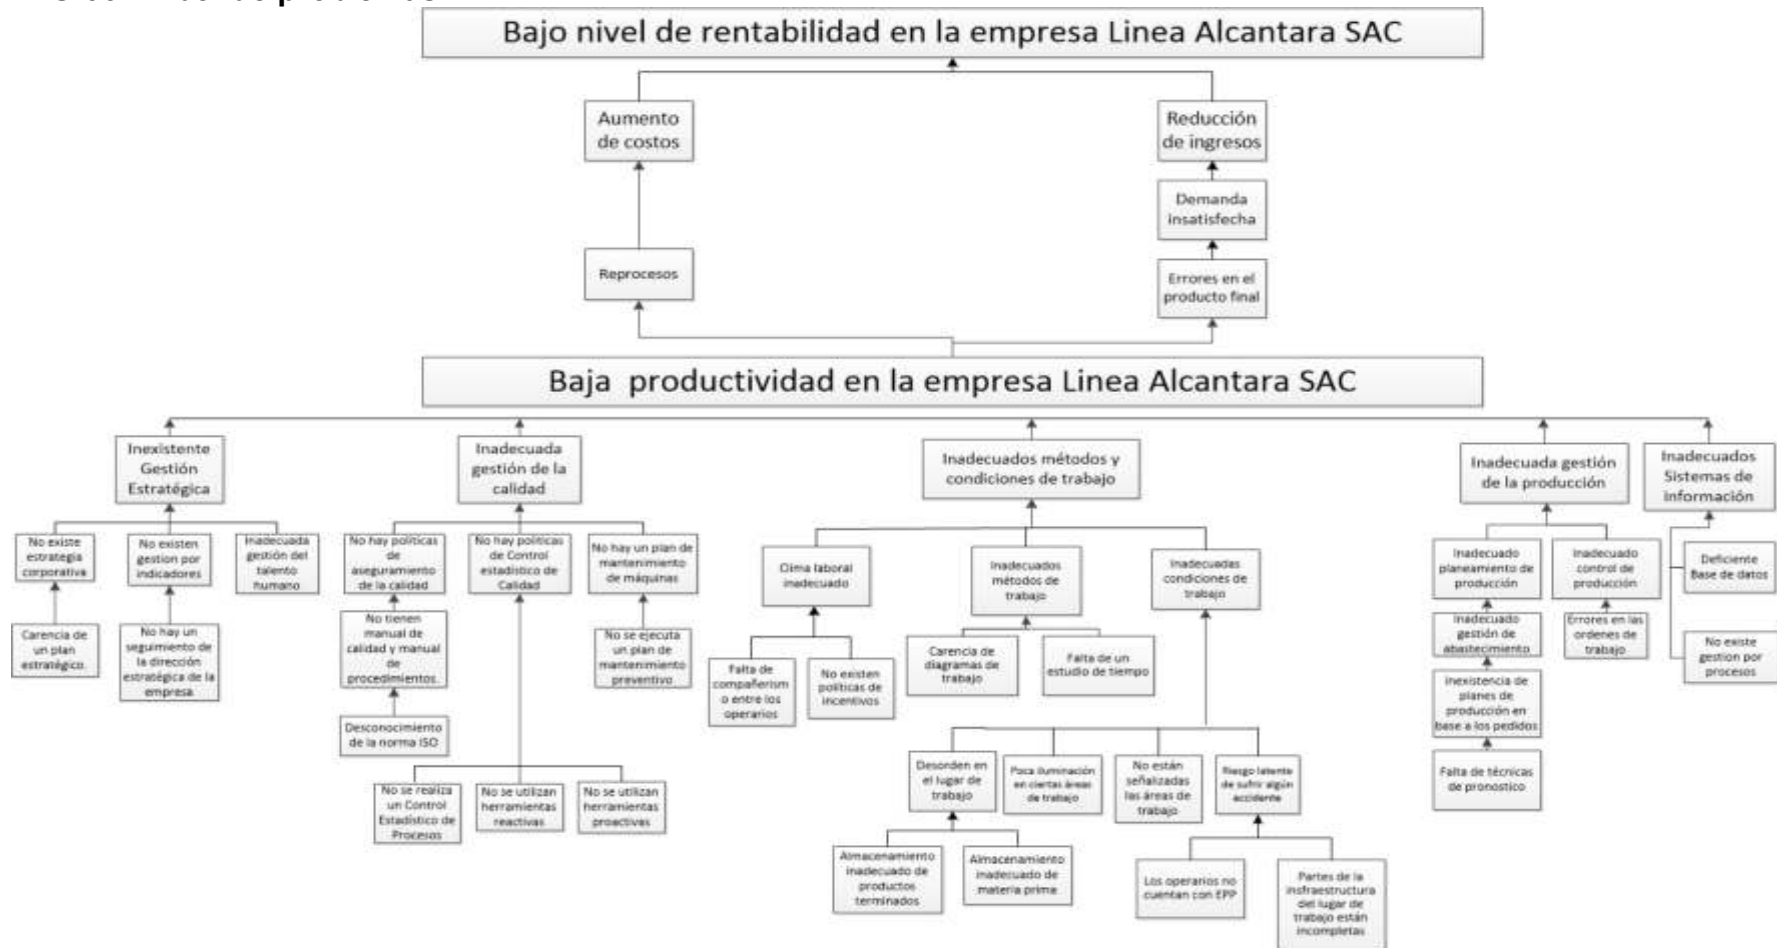 Bajo nivel de rentabilidad en la empresa Linea Alcantara SAC
Aumento
de costos
Reducción
de ingresos
Demanda
insatisfecha
Reprocesos
Errores en el
producto final
Baja productividad en la empresa Linea Alcantara SAC
Inexistente
Gestión
Estratégica
Inadecuada
gestión de la
calidad
Inadecuados métodos y
condiciones de trabajo
Inadecuada gestión
de la producción
Inadecuados
Sistemas de
información
No existe
estrategia
corporativa
No existen
gestion por
indicadores
Inadecuada
gestión del
talento
humano
No hay políticas
de
aseguramiento
de la calidad
No hay políticas
de Control
estadístico de
Calidad
No hay un plan de
mantenimiento
de máquinas
Clima laboral
inadecuado
Inadecuados
métodos de
trabajo
Inadecuadas
condiciones de
trabajo
Inadecuado
planeamiento de
producción
Inadecuado
control de
producción
Deficiente
Base de datos
Carencia de
un plan
estratégico.
No hay un
seguimiento de
la dirección
estratégica de la
empresa
No tienen
manual de
calidad y manual
de
procedimientos.
No se ejecuta
un plan de
mantenimiento
preventivo
Falta de
compañerism
o entre los
operarios
No existen
políticas de
incentivos
Carencia de
diagramas de
trabajo
Falta de un
estudio de tiempo
Inadecuado
gestión de
abastecimiento
Errores en las
ordenes de
trabajo
No existe
gestion por
procesos
Desconocimiento
de la norma ISO
inexistencia de
planes de
producción en
base a los pedidos
No se realiza
un Control
Estadístico de
Procesos
No se utilizan
herramientas
reactivas
No se utilizan
herramientas
proactivas
Desorden en
el lugar de
trabajo
Poca iluminación
en ciertas áreas
de trabajo
No están
señalizadas
las áreas de
trabajo
Riesgo latente
de sufrir algún
accidente
Falta de técnicas
de pronostico
Almacenamiento
inadecuado de
productos
terminados
Almacenamiento
inadecuado de
materia prima
Los operarios no
cuentan con EPP
Partes de la
insfraestructura
del lugar de
trabajo están
incompletas